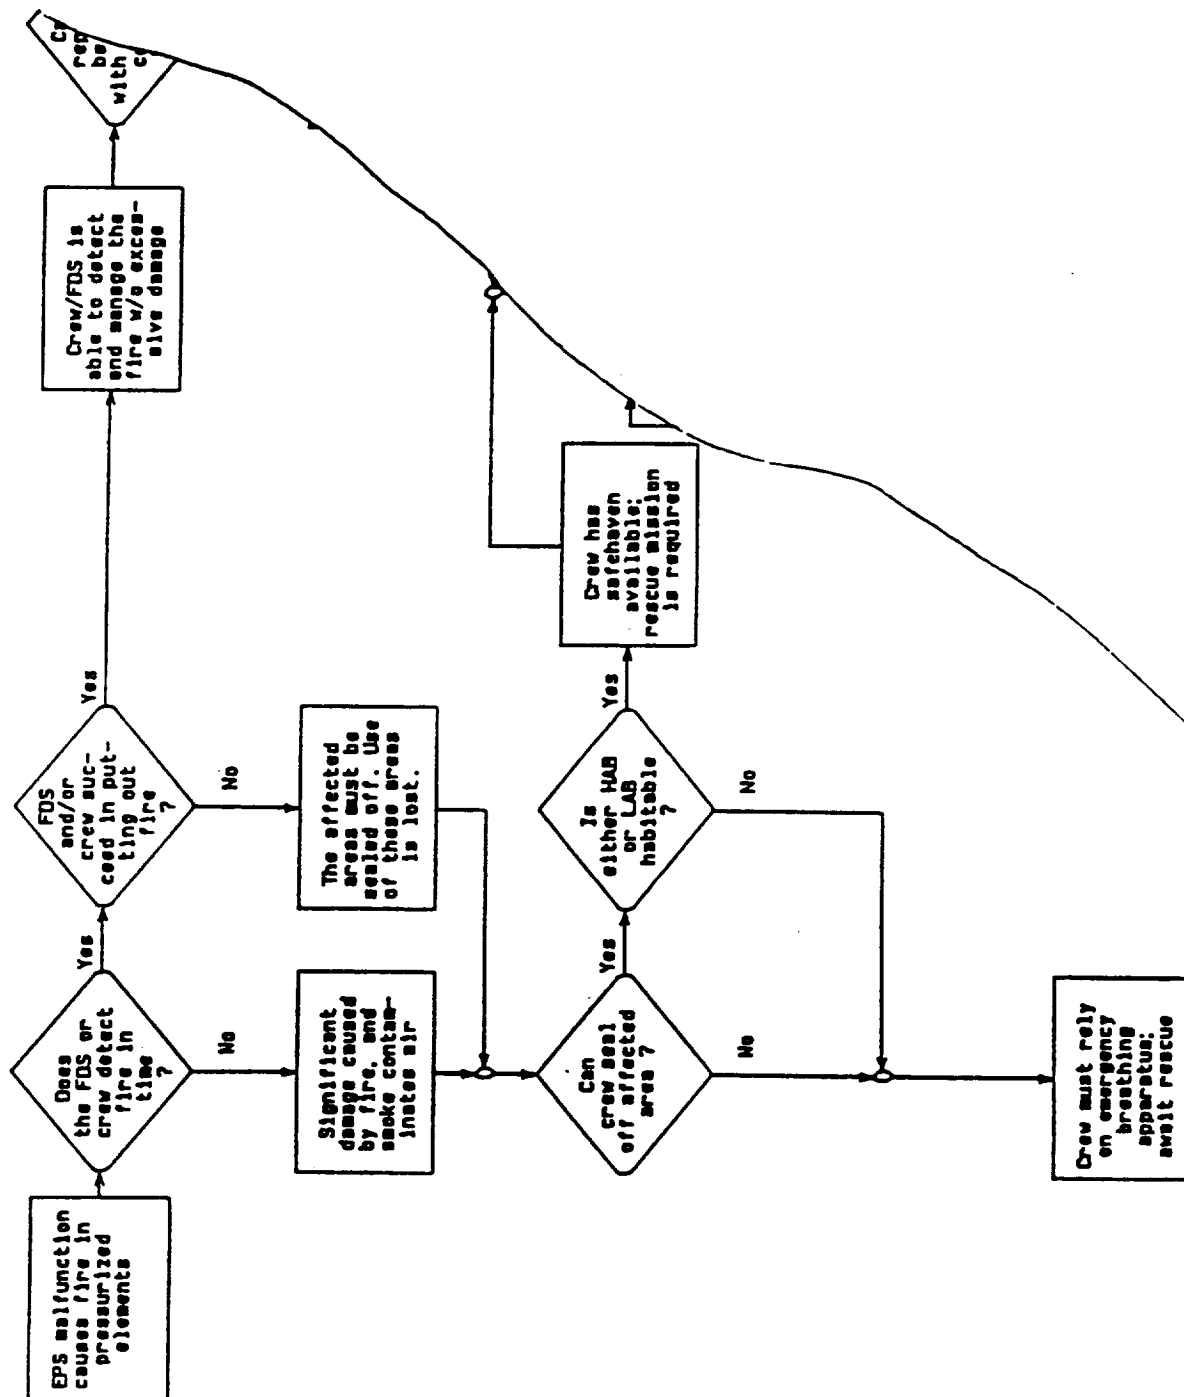 EPS malfunction
causes fire in
pressurized
elements
Does
the FDS or
crew detect
fire in
time
?
Yes
No
FDS
and/or
crew suc-
ceed in put-
ting out
fire
?
Yes
No
Crew/FDS is
able to detect
and manage the
fire w/o exces-
sive damage
be
with
Significant
damage caused
by fire, and
smoke contam-
inates air
The affected
areas must be
sealed off. Use
of these areas
is lost.
Can
crew seal
off affected
area ?
Yes
No
Is
either HAB
or LAB
habitable
?
Yes
No
Crew has
safehaven
available;
rescue mission
is required
Crew must rely
on emergency
breathing
apparatus;
await rescue